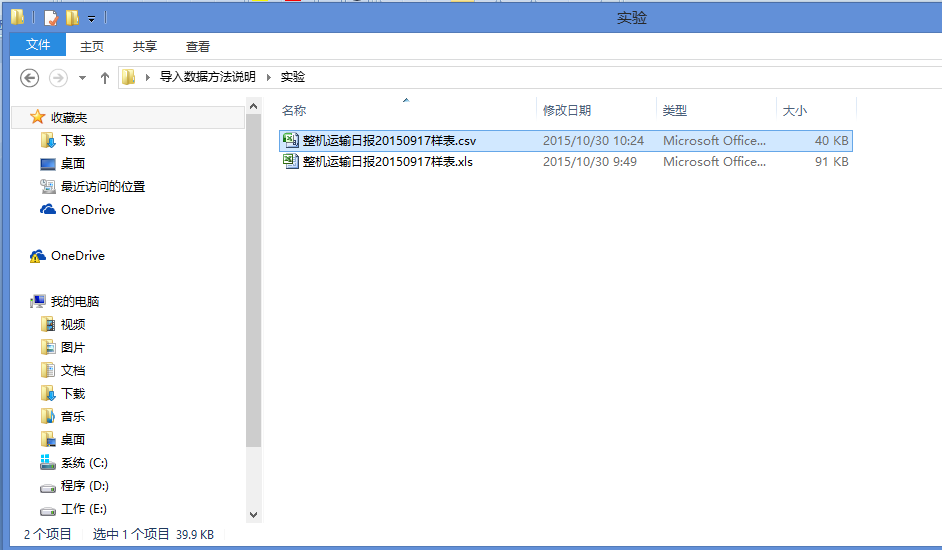 实验
文件 主页 共享 查看
导入数据方法说明 实验
名称 修改日期 类型 大小
整机运输日报20150917样表.csv 2015/10/30 10:24 Microsoft Office... 40 KB
整机运输日报20150917样表.xls 2015/10/30 9:49 Microsoft Office... 91 KB
收藏夹
下载
桌面
最近访问的位置
OneDrive
OneDrive
我的电脑
视频
图片
文档
下载
音乐
桌面
系统 (C:)
程序 (D:)
工作 (E:)
2 个项目 选中 1 个项目 39.9 KB